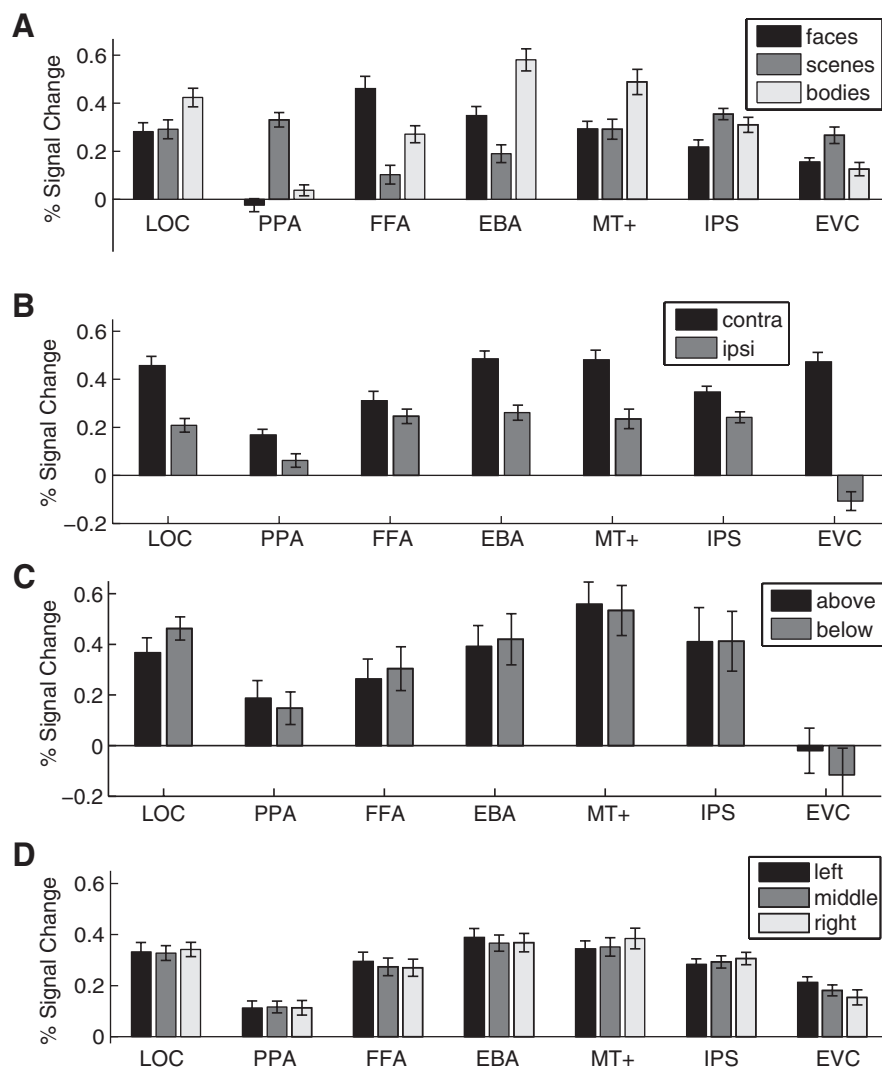 A
% Signal Change
0.6
0.4
0.2
0
faces
scenes
bodies
LOC PPA FFA EBA MT+ IPS EVC
B
% Signal Change
0.6
0.4
0.2
0
−0.2
contra
ipsi
LOC PPA FFA EBA MT+ IPS EVC
C
% Signal Change
0.6
0.4
0.2
0
−0.2
above
below
LOC PPA FFA EBA MT+ IPS EVC
D
% Signal Change
0.6
0.4
0.2
0
left
middle
right
LOC PPA FFA EBA MT+ IPS EVC